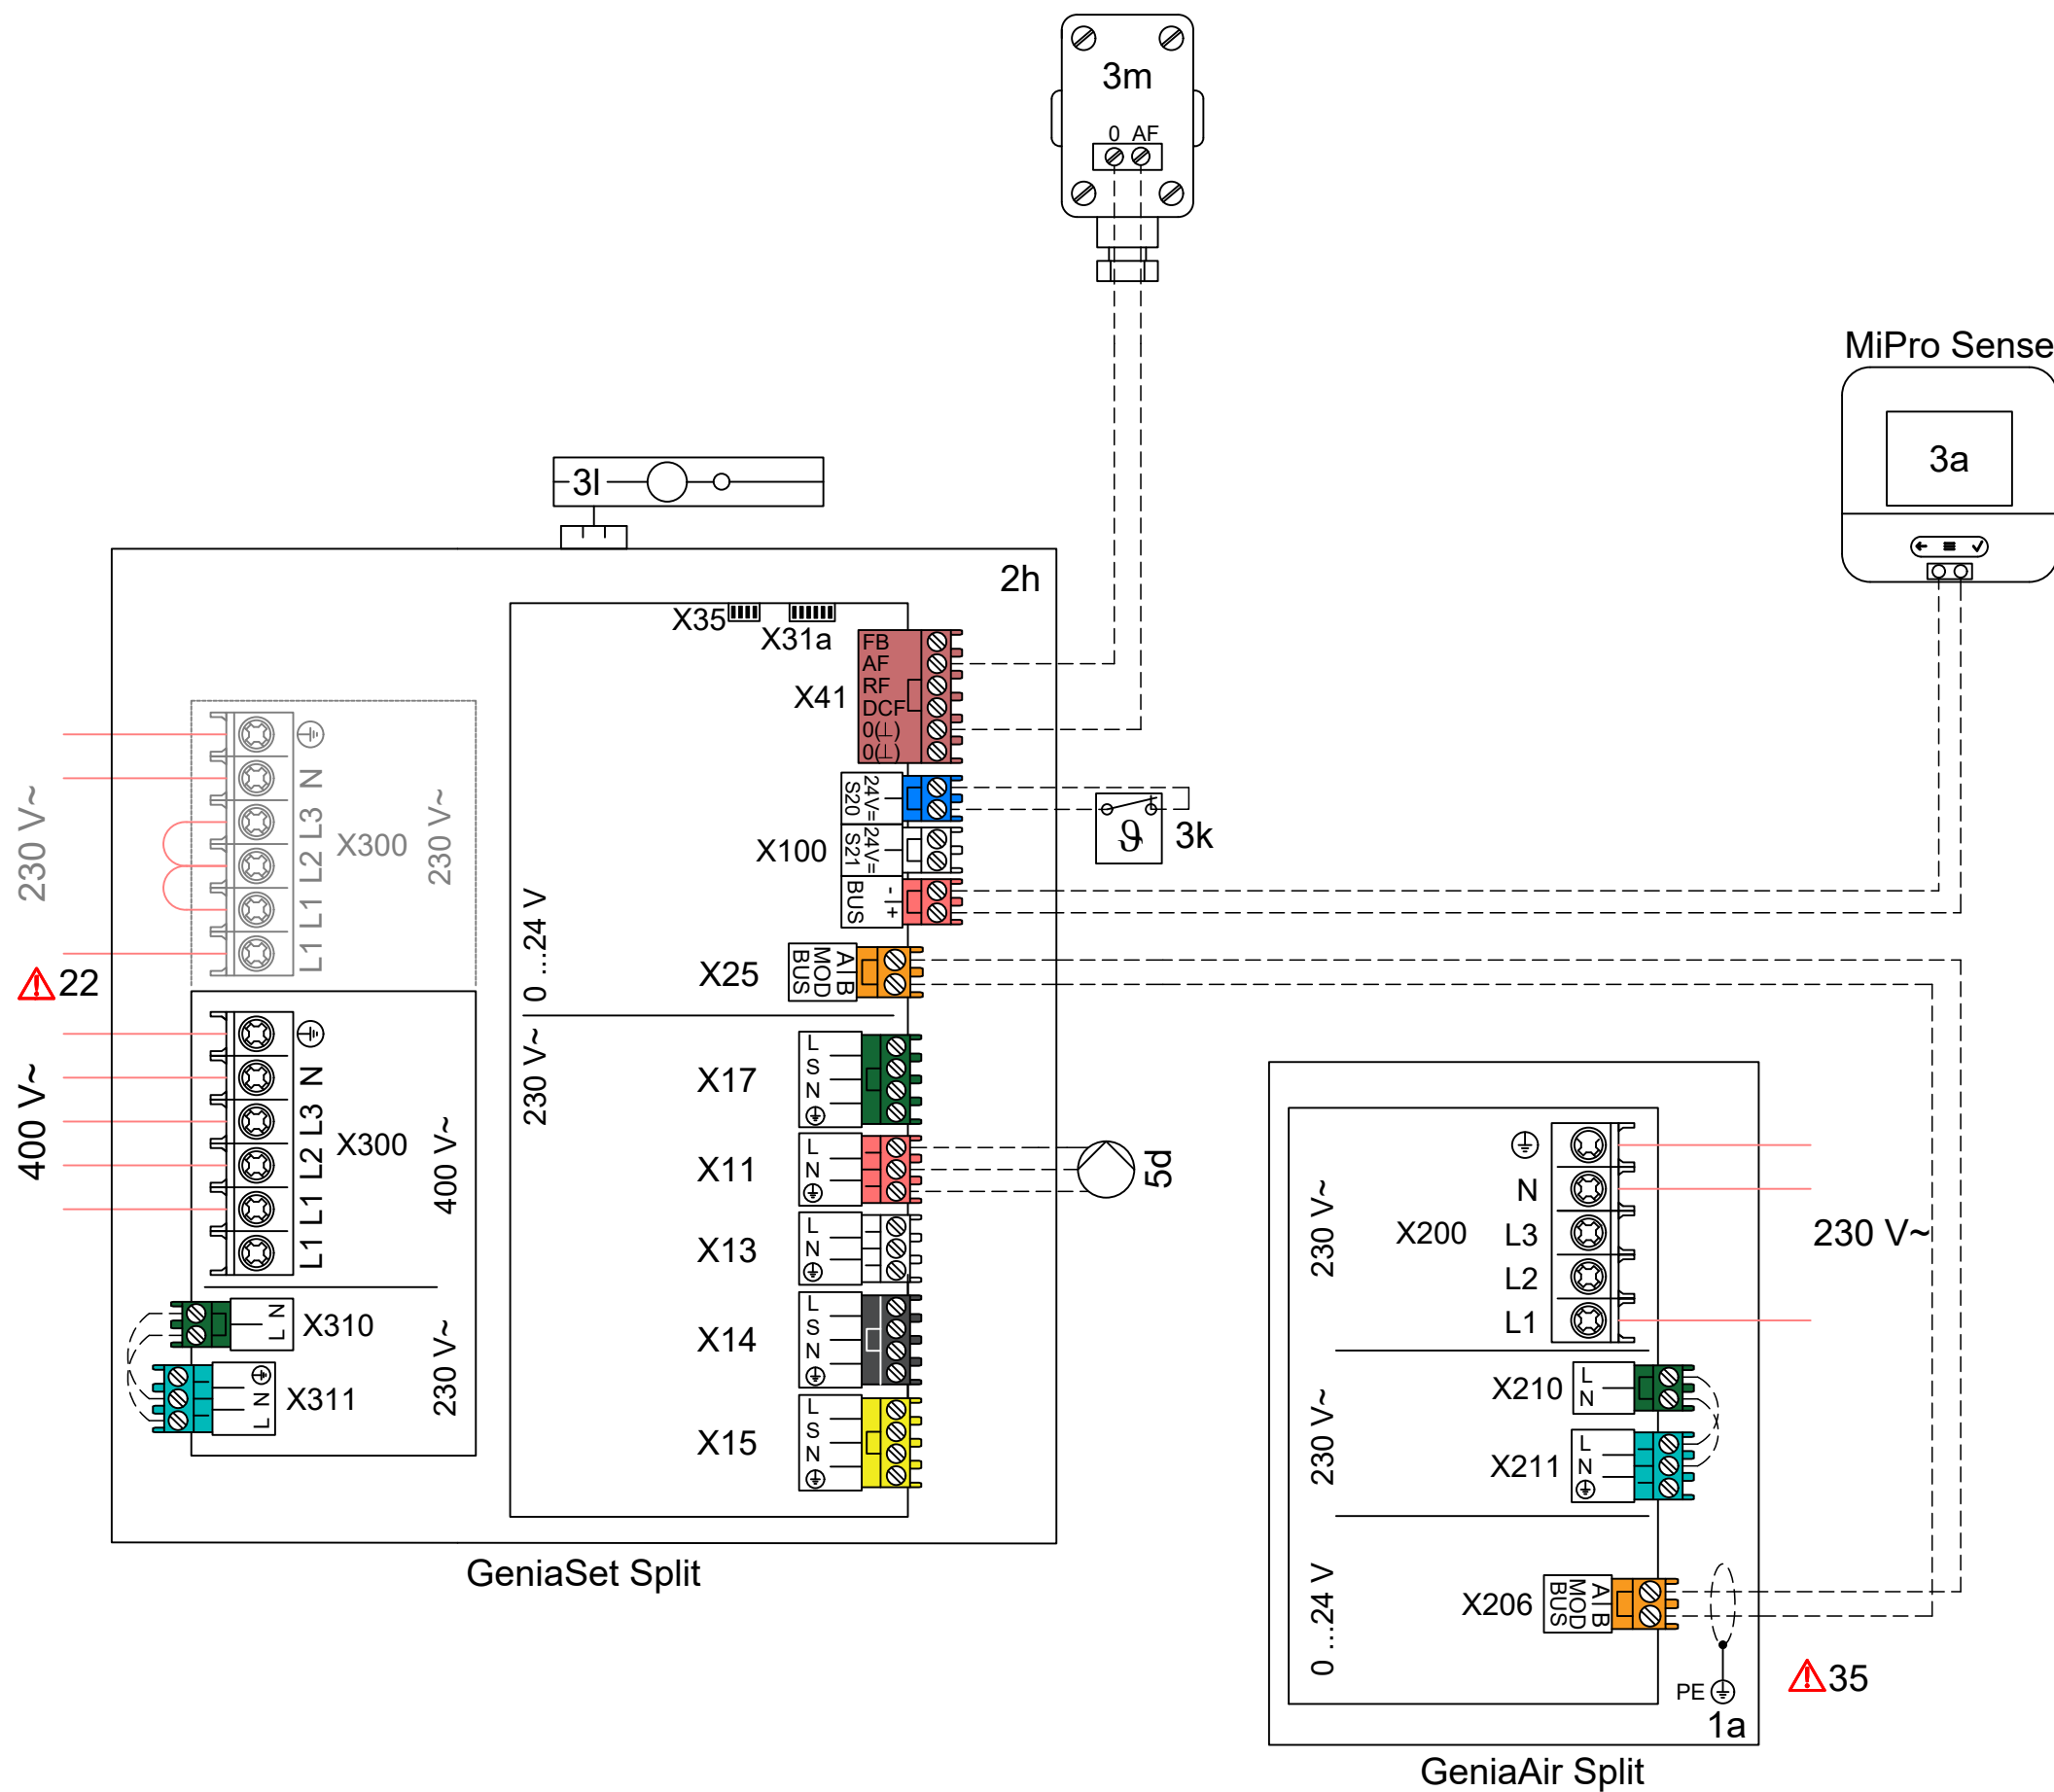 3m
0 AF
MiPro Sense
3a
3l
2h
X35
X31a
X41
FB
AF
RF
DCF
0(⊥)
0(⊥)
X100
24V=
S20
24V=
S21
BUS
- +
3k
ϑ
X25
A B
MOD
BUS
0 ...24 V
230 V~
X17
L
S
N
X11
L
N
5d
X13
L
N
X14
L
S
N
X15
L
S
N
230 V~
N
L3
L2
L1
L1
X300
230 V~
22
400 V~
N
L3
L2
L1
L1
X300
400 V~
X310
L N
X311
L N
230 V~
GeniaSet Split
230 V~
X200
N
L3
L2
L1
230 V~
230 V~
X210
L
N
X211
L
N
0 ...24 V
X206
A B
MOD
BUS
PE
1a
35
GeniaAir Split